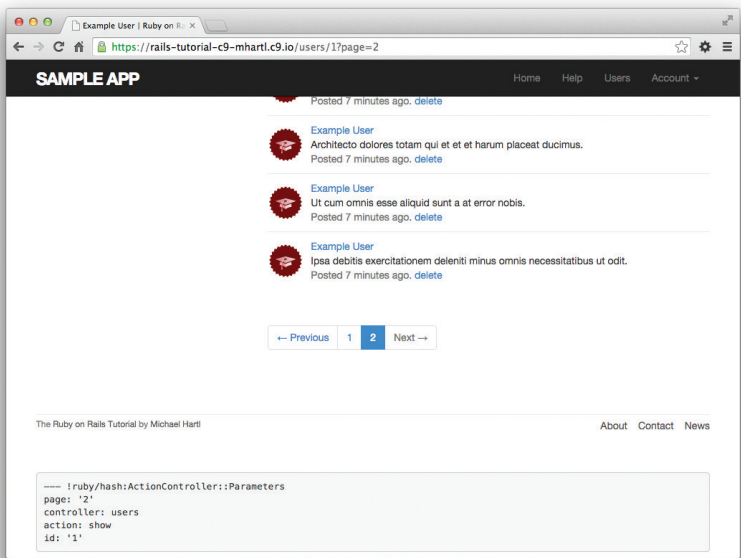 Example User | Ruby on Ra
https://rails-tutorial-c9-mhartl.c9.io/users/1?page=2
SAMPLE APP
Home Help Users Account
Posted 7 minutes ago. delete
Example User
Architecto dolores totam qui et et et harum placeat ducimus.
Posted 7 minutes ago. delete
Example User
Ut cum omnis esse aliquid sunt a at error nobis.
Posted 7 minutes ago. delete
Example User
Ipsa debitis exercitationem deleniti minus omnis necessitatibus ut odit.
Posted 7 minutes ago. delete
← Previous 1 2 Next →
The Ruby on Rails Tutorial by Michael Hartl
About Contact News
--- !ruby/hash:ActionController::Parameters
page: '2'
controller: users
action: show
id: '1'